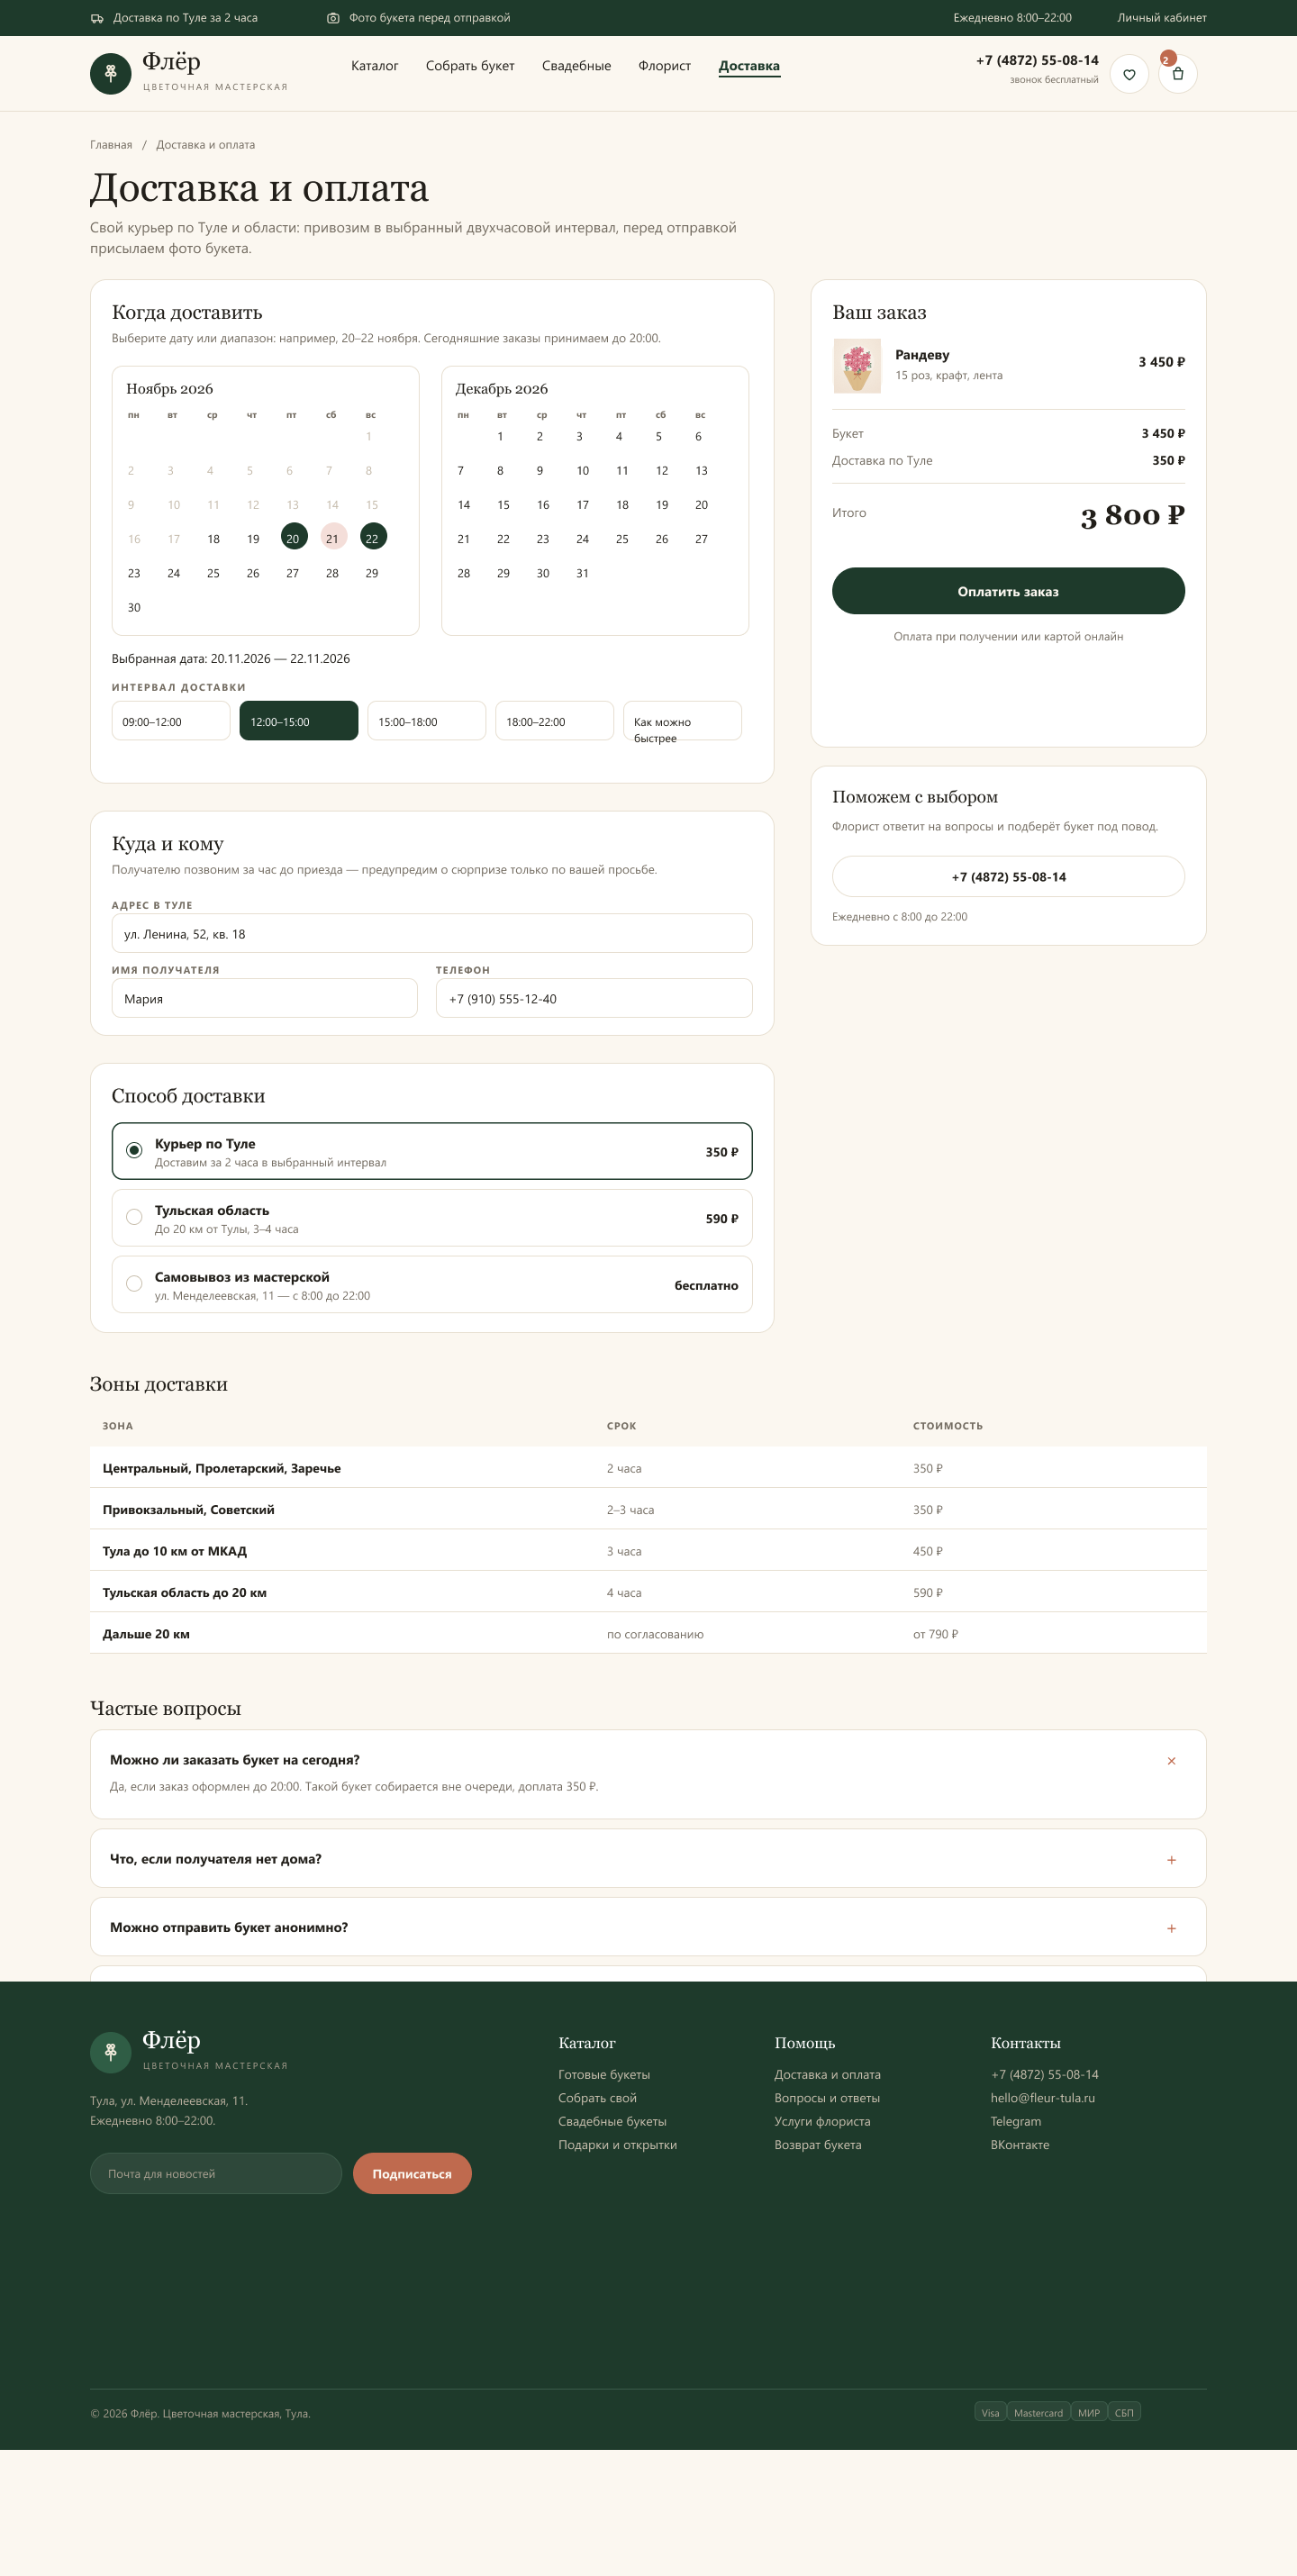 Доставка по Туле за 2 часа
Фото букета перед отправкой
Ежедневно 8:00–22:00
Личный кабинет
Флёр
ЦВЕТОЧНАЯ МАСТЕРСКАЯ
Каталог
Собрать букет
Свадебные
Флорист
Доставка
+7 (4872) 55-08-14
звонок бесплатный
2
Главная / Доставка и оплата
Доставка и оплата
Свой курьер по Туле и области: привозим в выбранный двухчасовой интервал, перед отправкой
присылаем фото букета.
Когда доставить
Выберите дату или диапазон: например, 20–22 ноября. Сегодняшние заказы принимаем до 20:00.
Ноябрь 2026
пн вт ср чт пт сб вс
1
2 3 4 5 6 7 8
9 10 11 12 13 14 15
16 17 18 19 20 21 22
23 24 25 26 27 28 29
30
Декабрь 2026
пн вт ср чт пт сб вс
1 2 3 4 5 6
7 8 9 10 11 12 13
14 15 16 17 18 19 20
21 22 23 24 25 26 27
28 29 30 31
Выбранная дата: 20.11.2026 — 22.11.2026
ИНТЕРВАЛ ДОСТАВКИ
09:00–12:00
12:00–15:00
15:00–18:00
18:00–22:00
Как можно
быстрее
Ваш заказ
Рандеву
15 роз, крафт, лента
3 450 ₽
Букет 3 450 ₽
Доставка по Туле 350 ₽
Итого 3 800 ₽
Оплатить заказ
Оплата при получении или картой онлайн
Поможем с выбором
Флорист ответит на вопросы и подберёт букет под повод.
+7 (4872) 55-08-14
Ежедневно с 8:00 до 22:00
Куда и кому
Получателю позвоним за час до приезда — предупредим о сюрпризе только по вашей просьбе.
АДРЕС В ТУЛЕ
ул. Ленина, 52, кв. 18
ИМЯ ПОЛУЧАТЕЛЯ
Мария
ТЕЛЕФОН
+7 (910) 555-12-40
Способ доставки
Курьер по Туле
Доставим за 2 часа в выбранный интервал
350 ₽
Тульская область
До 20 км от Тулы, 3–4 часа
590 ₽
Самовывоз из мастерской
ул. Менделеевская, 11 — с 8:00 до 22:00
бесплатно
Зоны доставки
ЗОНА СРОК СТОИМОСТЬ
Центральный, Пролетарский, Заречье 2 часа 350 ₽
Привокзальный, Советский 2–3 часа 350 ₽
Тула до 10 км от МКАД 3 часа 450 ₽
Тульская область до 20 км 4 часа 590 ₽
Дальше 20 км по согласованию от 790 ₽
Частые вопросы
Можно ли заказать букет на сегодня?
Да, если заказ оформлен до 20:00. Такой букет собирается вне очереди, доплата 350 ₽.
Что, если получателя нет дома?
Можно отправить букет анонимно?
Флёр
ЦВЕТОЧНАЯ МАСТЕРСКАЯ
Тула, ул. Менделеевская, 11.
Ежедневно 8:00–22:00.
Почта для новостей
Подписаться
Каталог
Готовые букеты
Собрать свой
Свадебные букеты
Подарки и открытки
Помощь
Доставка и оплата
Вопросы и ответы
Услуги флориста
Возврат букета
Контакты
+7 (4872) 55-08-14
hello@fleur-tula.ru
Telegram
ВКонтакте
© 2026 Флёр. Цветочная мастерская, Тула.
Visa Mastercard МИР СБП